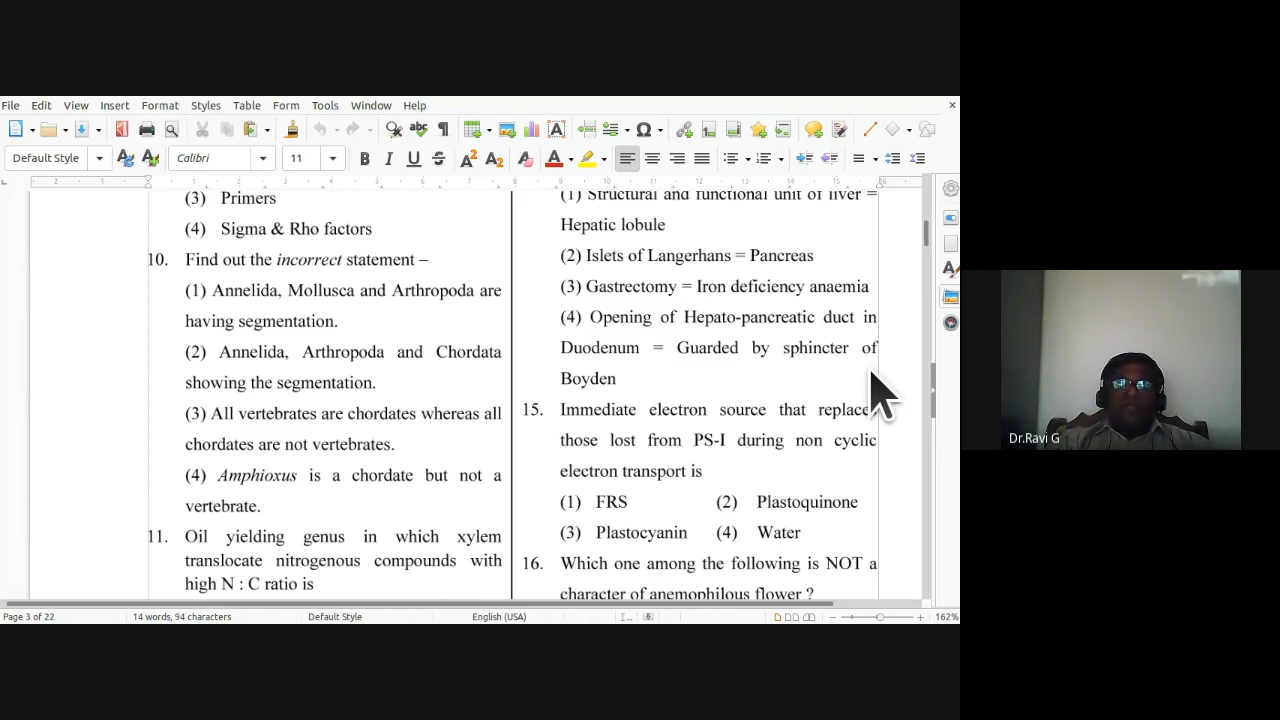 File Edit View Insert Format Styles Table Form Tools Window Help
Default Style Calibri 11
(3) Primers
(4) Sigma & Rho factors
10. Find out the incorrect statement –
(1) Annelida, Mollusca and Arthropoda are
having segmentation.
(2) Annelida, Arthropoda and Chordata
showing the segmentation.
(3) All vertebrates are chordates whereas all
chordates are not vertebrates.
(4) Amphioxus is a chordate but not a
vertebrate.
11. Oil yielding genus in which xylem
translocate nitrogenous compounds with
high N : C ratio is
(1) Structural and functional unit of liver =
Hepatic lobule
(2) Islets of Langerhans = Pancreas
(3) Gastrectomy = Iron deficiency anaemia
(4) Opening of Hepato-pancreatic duct in
Duodenum = Guarded by sphincter of
Boyden
15. Immediate electron source that replaces
those lost from PS-I during non cyclic
electron transport is
(1) FRS (2) Plastoquinone
(3) Plastocyanin (4) Water
16. Which one among the following is NOT a
character of anemophilous flower ?
Page 3 of 22 14 words, 94 characters Default Style English (USA) 162%
Dr.Ravi G